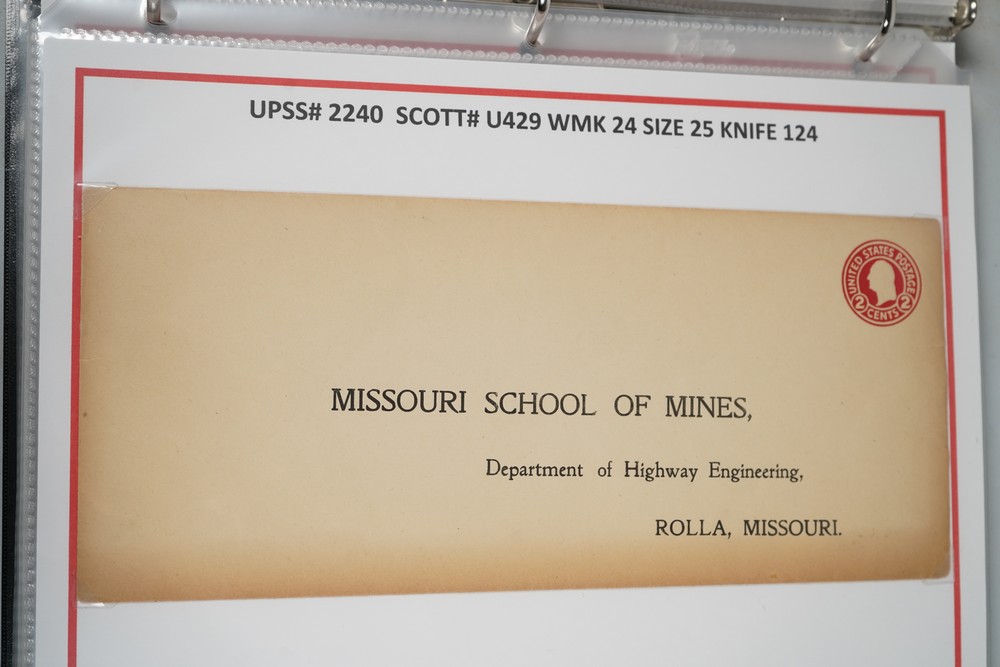 UPSS# 2240 SCOTT# U429 WMK 24 SIZE 25 KNIFE 124
UNITED STATES POSTAGE
2 CENTS 2
MISSOURI SCHOOL OF MINES,
Department of Highway Engineering,
ROLLA, MISSOURI.